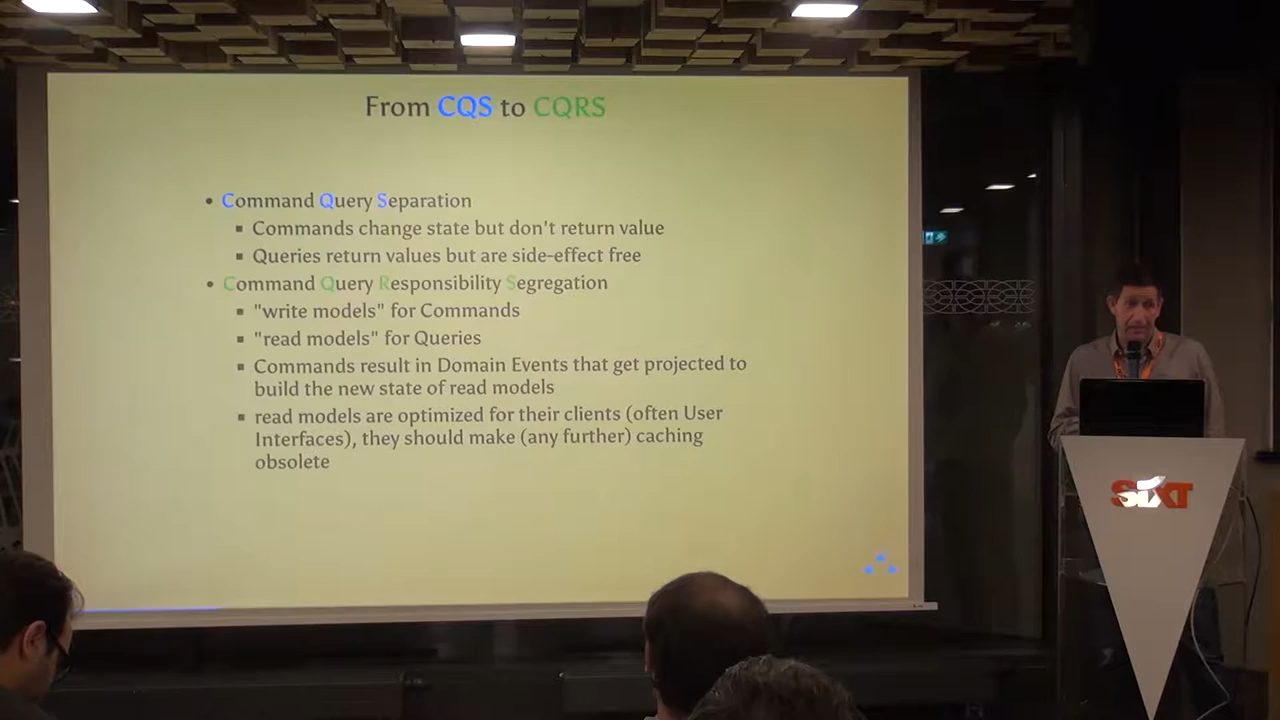 From CQS to CQRS
• Command Query Separation
▪ Commands change state but don't return value
▪ Queries return values but are side-effect free
• Command Query Responsibility Segregation
▪ "write models" for Commands
▪ "read models" for Queries
▪ Commands result in Domain Events that get projected to
build the new state of read models
▪ read models are optimized for their clients (often User
Interfaces), they should make (any further) caching
obsolete
SIXT